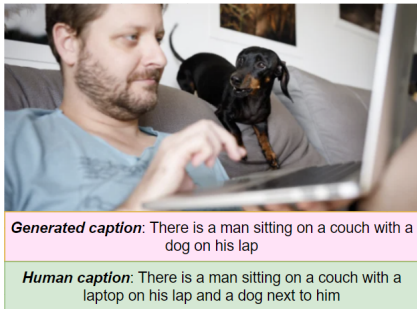 Generated caption: There is a man sitting on a couch with a
dog on his lap
Human caption: There is a man sitting on a couch with a
laptop on his lap and a dog next to him